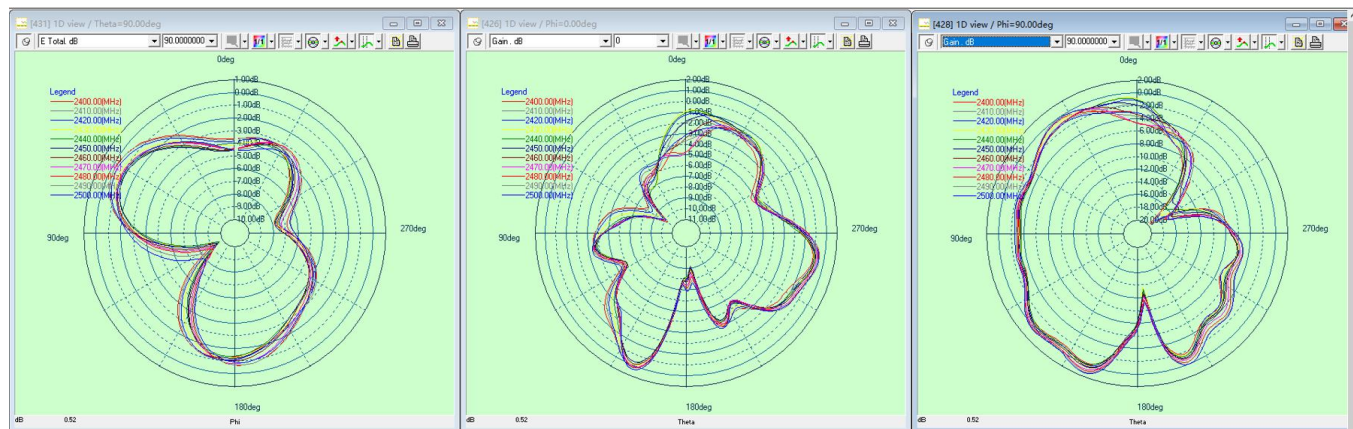 [431] 1D view / Theta=90.00deg
E Total. dB
90.0000000
0deg
Legend
2400.00(MHz)
2410.00(MHz)
2420.00(MHz)
2440.00(MHz)
2450.00(MHz)
2460.00(MHz)
2470.00(MHz)
2480.00(MHz)
2490.00(MHz)
2500.00(MHz)
1.00dB
0.00dB
1.00dB
2.00dB
3.00dB
5.00dB
6.00dB
7.00dB
8.00dB
9.00dB
10.00dB
90deg
270deg
180deg
dB
0.52
Phi
[426] 1D view / Phi=0.00deg
Gain. dB
0
0deg
Legend
2400.00(MHz)
2410.00(MHz)
2420.00(MHz)
2440.00(MHz)
2450.00(MHz)
2460.00(MHz)
2470.00(MHz)
2480.00(MHz)
2490.00(MHz)
2500.00(MHz)
2.00dB
1.00dB
0.00dB
2.00dB
3.00dB
4.00dB
5.00dB
6.00dB
7.00dB
8.00dB
9.00dB
10.00dB
11.00dB
90deg
270deg
180deg
dB
0.52
Theta
[428] 1D view / Phi=90.00deg
Gain. dB
90.0000000
0deg
Legend
2400.00(MHz)
2410.00(MHz)
2420.00(MHz)
2440.00(MHz)
2450.00(MHz)
2460.00(MHz)
2470.00(MHz)
2480.00(MHz)
2490.00(MHz)
2500.00(MHz)
2.00dB
0.00dB
2.00dB
4.00dB
6.00dB
8.00dB
10.00dB
12.00dB
14.00dB
16.00dB
18.00dB
20.00dB
90deg
270deg
180deg
dB
0.52
Theta